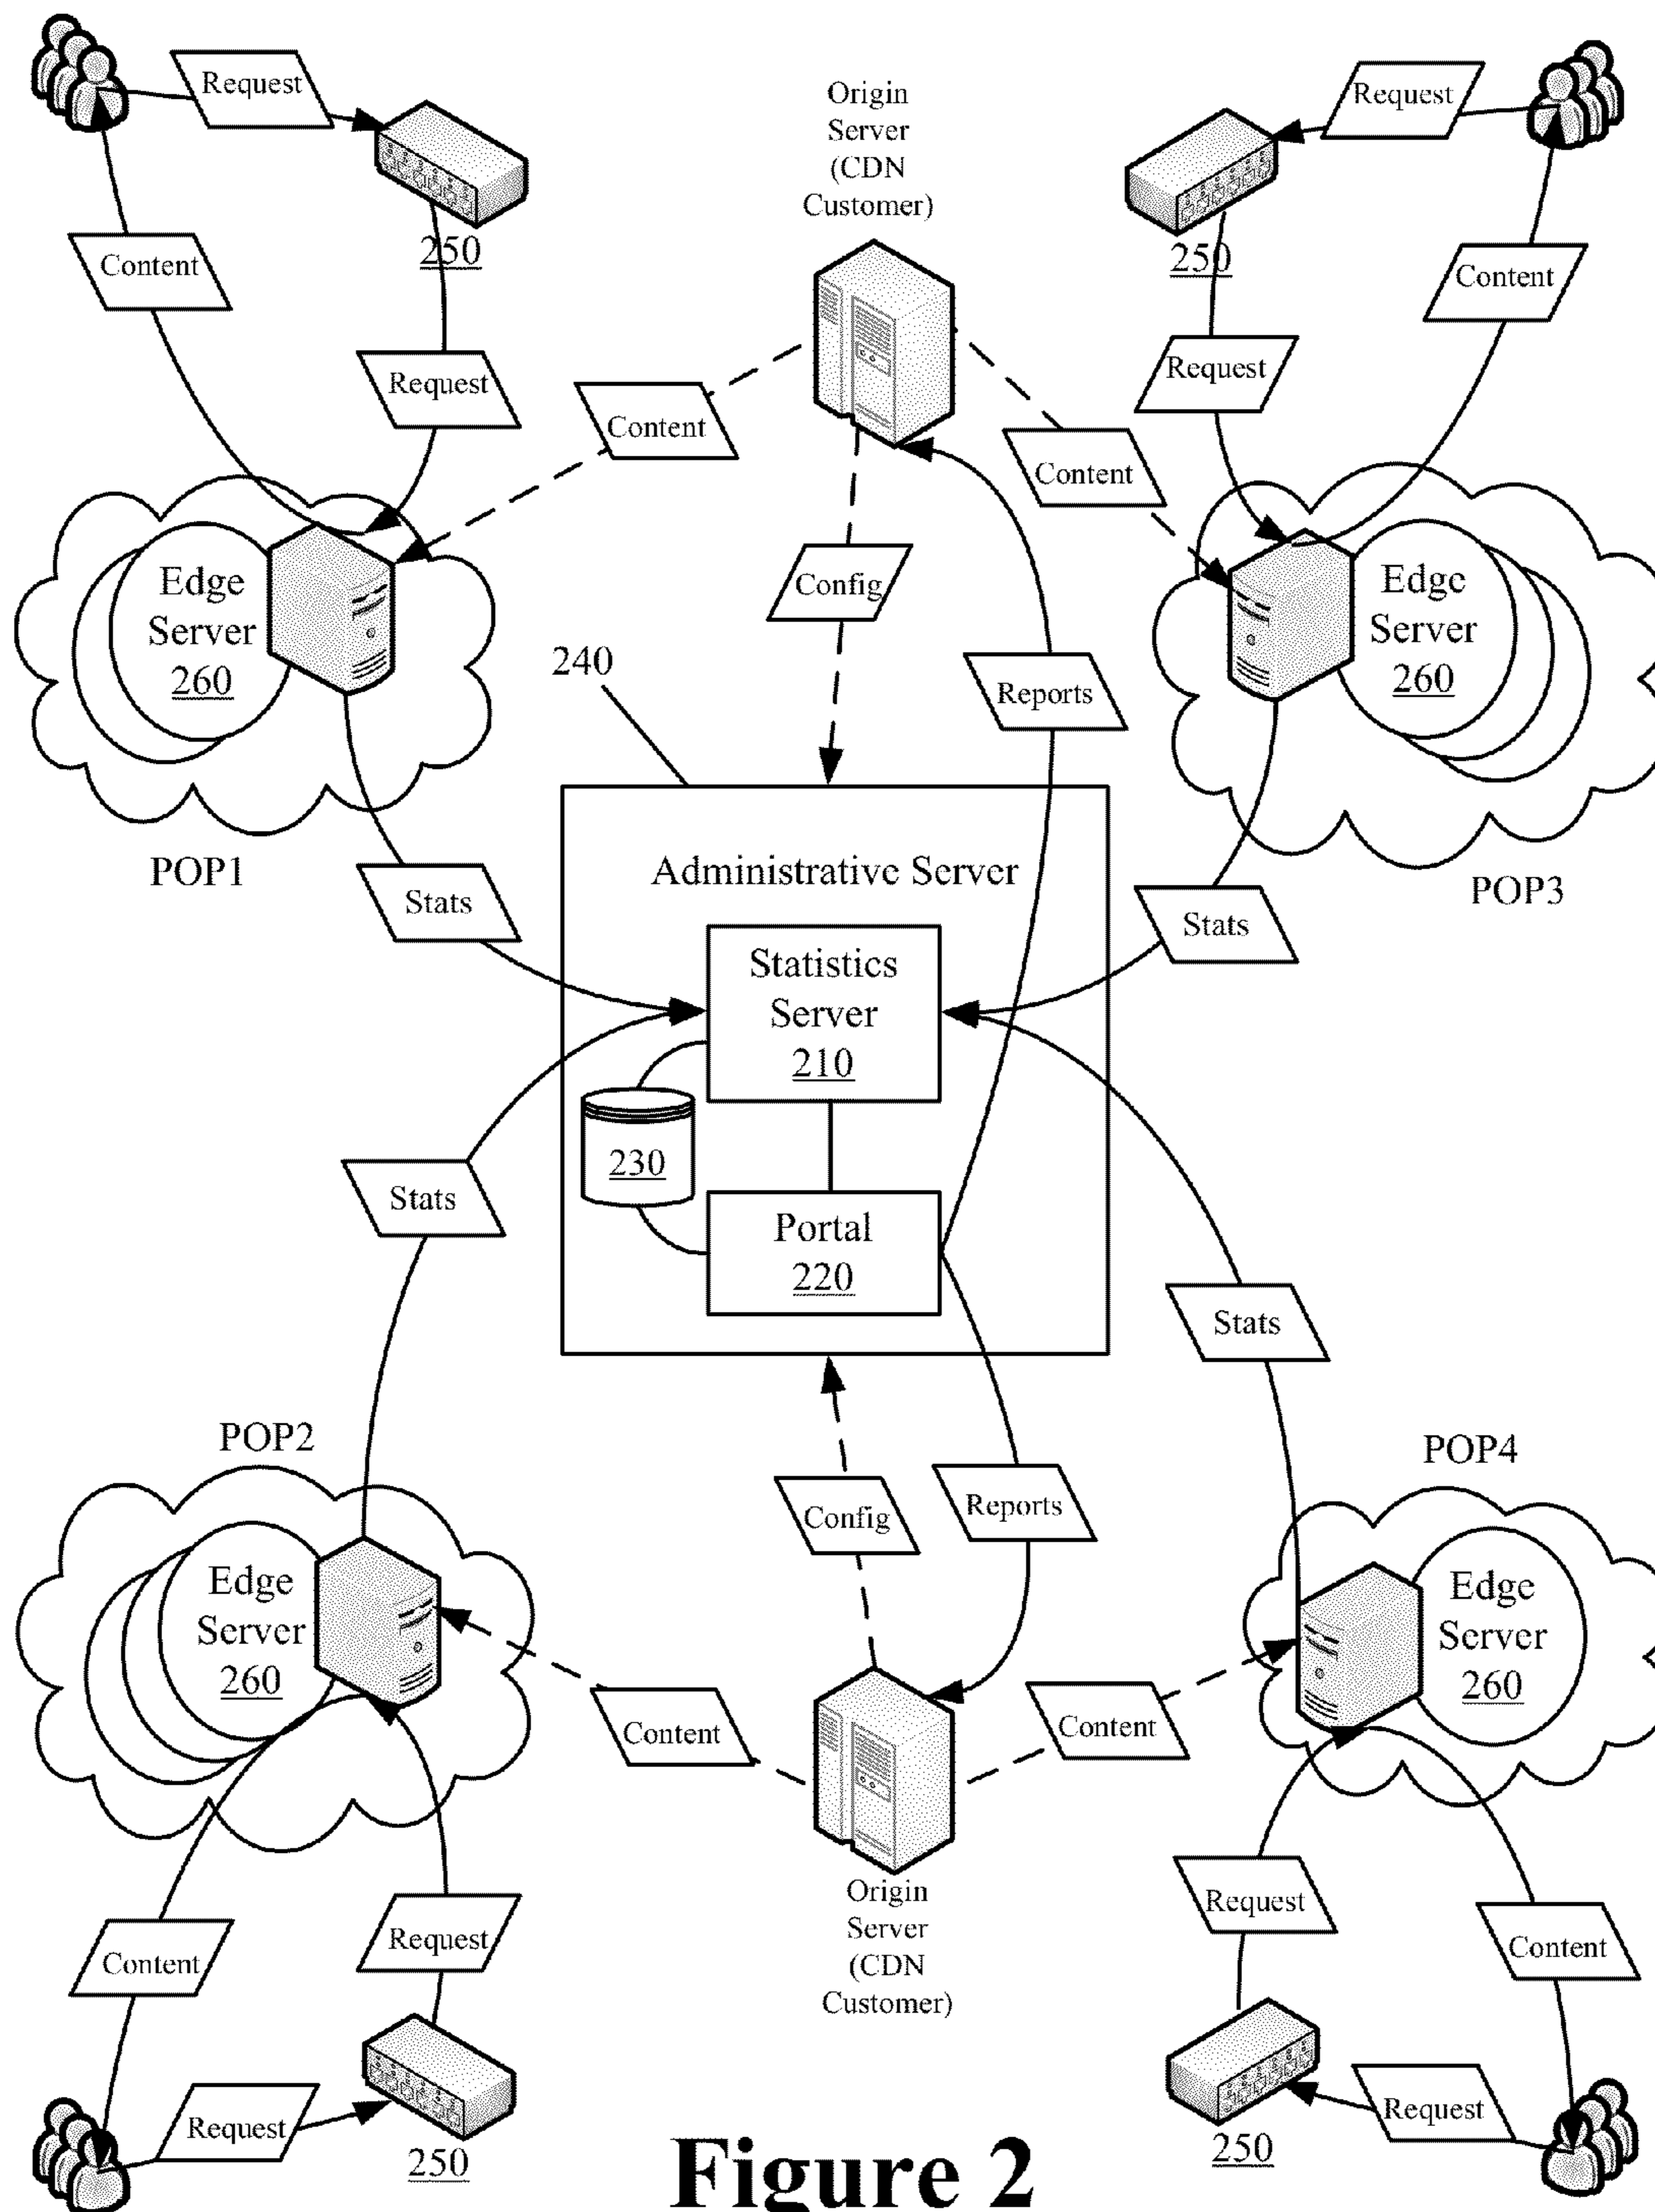 Request
Request
Origin
Server
(CDN
Customer)
250
250
Content
Content
Request
Request
Content
Content
Edge
Server
260
Config
Edge
Server
260
240
Reports
POP1
POP3
Administrative Server
Stats
Stats
Statistics
Server
210
230
Stats
Portal
220
Stats
POP2
POP4
Config
Reports
Edge
Server
260
Edge
Server
260
Content
Content
Origin
Server
(CDN
Customer)
Request
Request
Content
Content
Request
Request
250
250
Figure 2